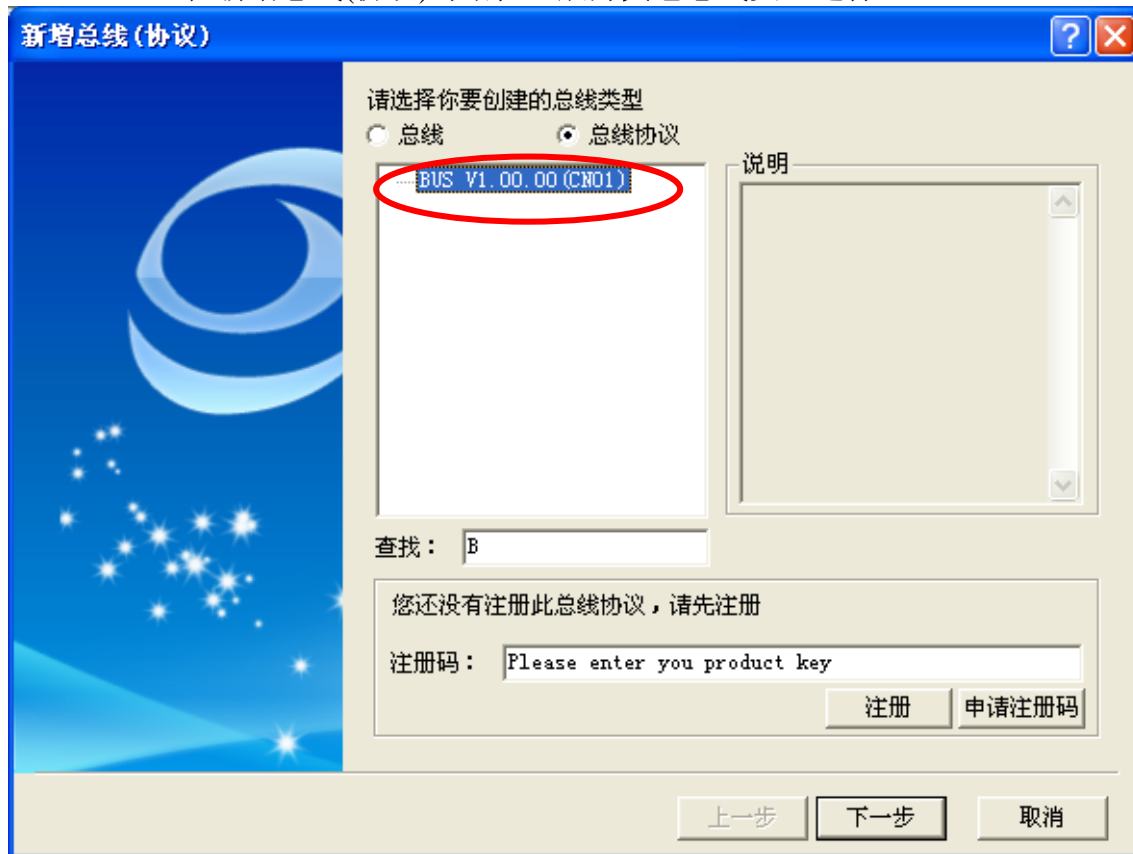 新增总线(协议)
请选择你要创建的总线类型
总线 总线协议
BUS V1.00.00(CN01)
说明
查找： B
您还没有注册此总线协议，请先注册
注册码： Please enter you product key
注册 申请注册码
上一步 下一步 取消